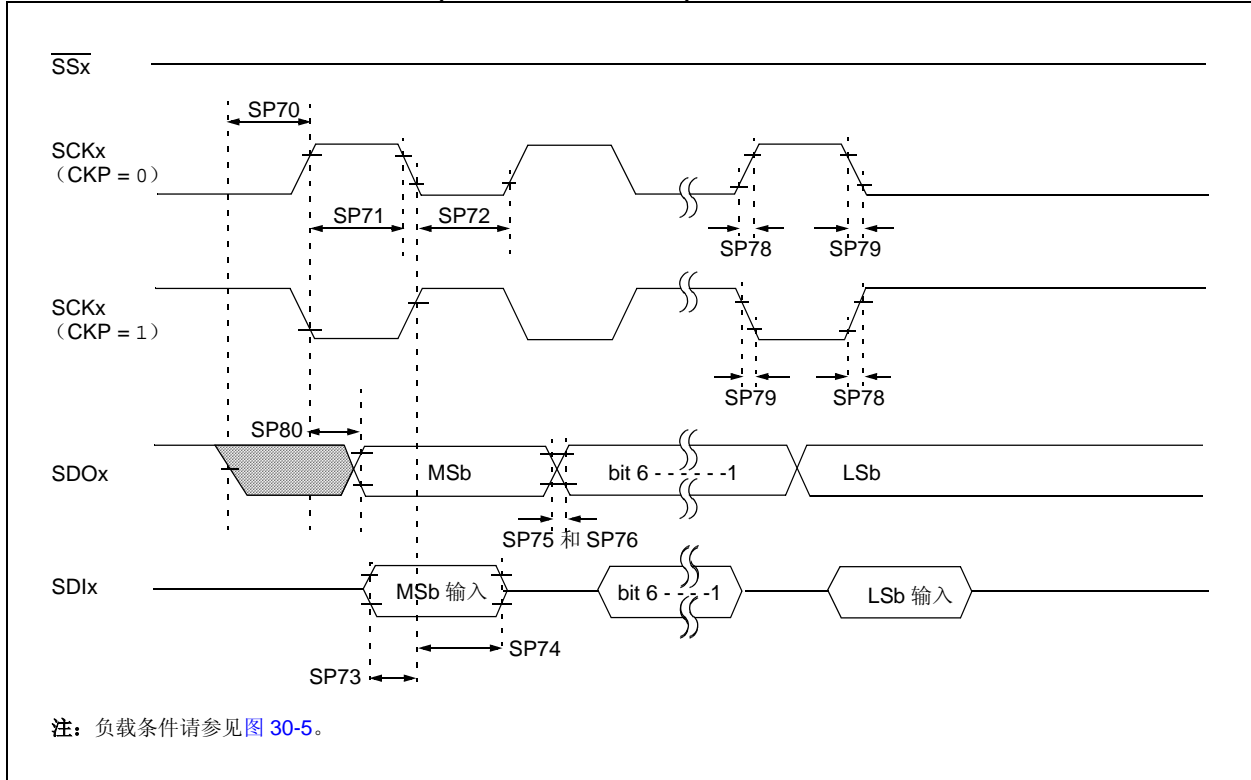 SSx
SP70
SCKx
（CKP = 0）
SP71
SP72
SP78
SP79
SCKx
（CKP = 1）
SP79
SP78
SP80
SDOx
MSb
bit 6 - - - - - -1
LSb
SP75 和 SP76
SDIx
MSb 输入
bit 6 - - - - -1
LSb 输入
SP74
SP73
注：负载条件请参见图 30-5。